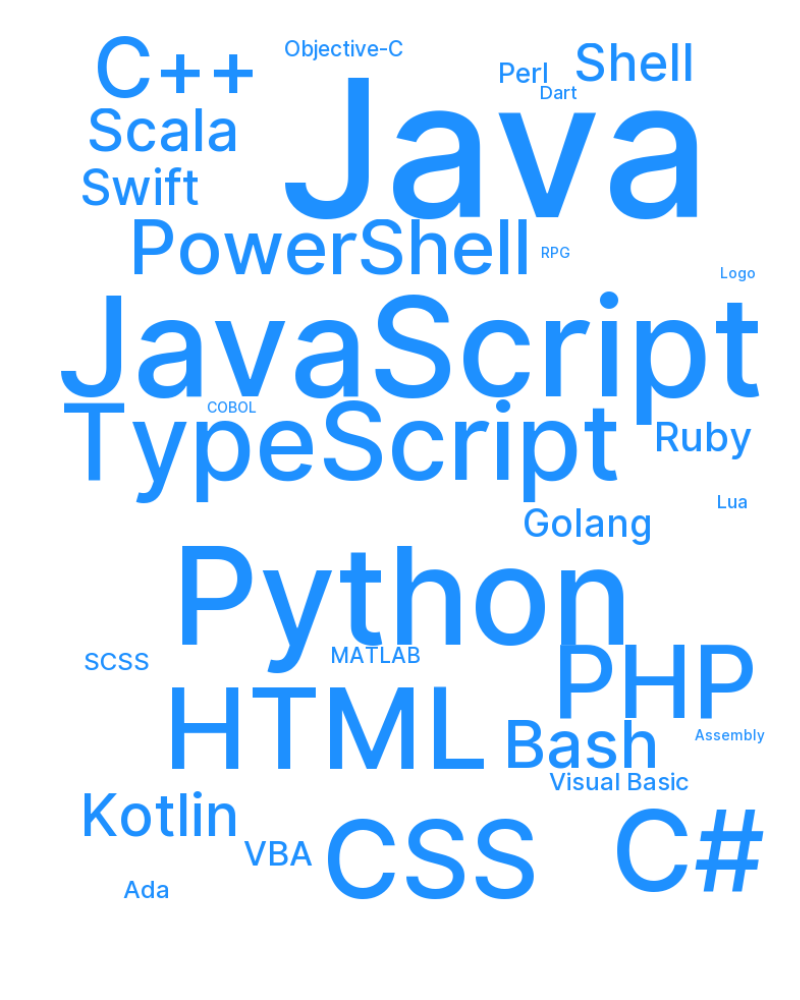 C++
Objective-C
Perl
Shell
Dart
Java
Scala
Swift
PowerShell
RPG
Logo
JavaScript
COBOL
TypeScript
Ruby
Lua
Golang
Python
SCSS
MATLAB
PHP
HTML
Bash
Assembly
Visual Basic
Kotlin
VBA
CSS
C#
Ada